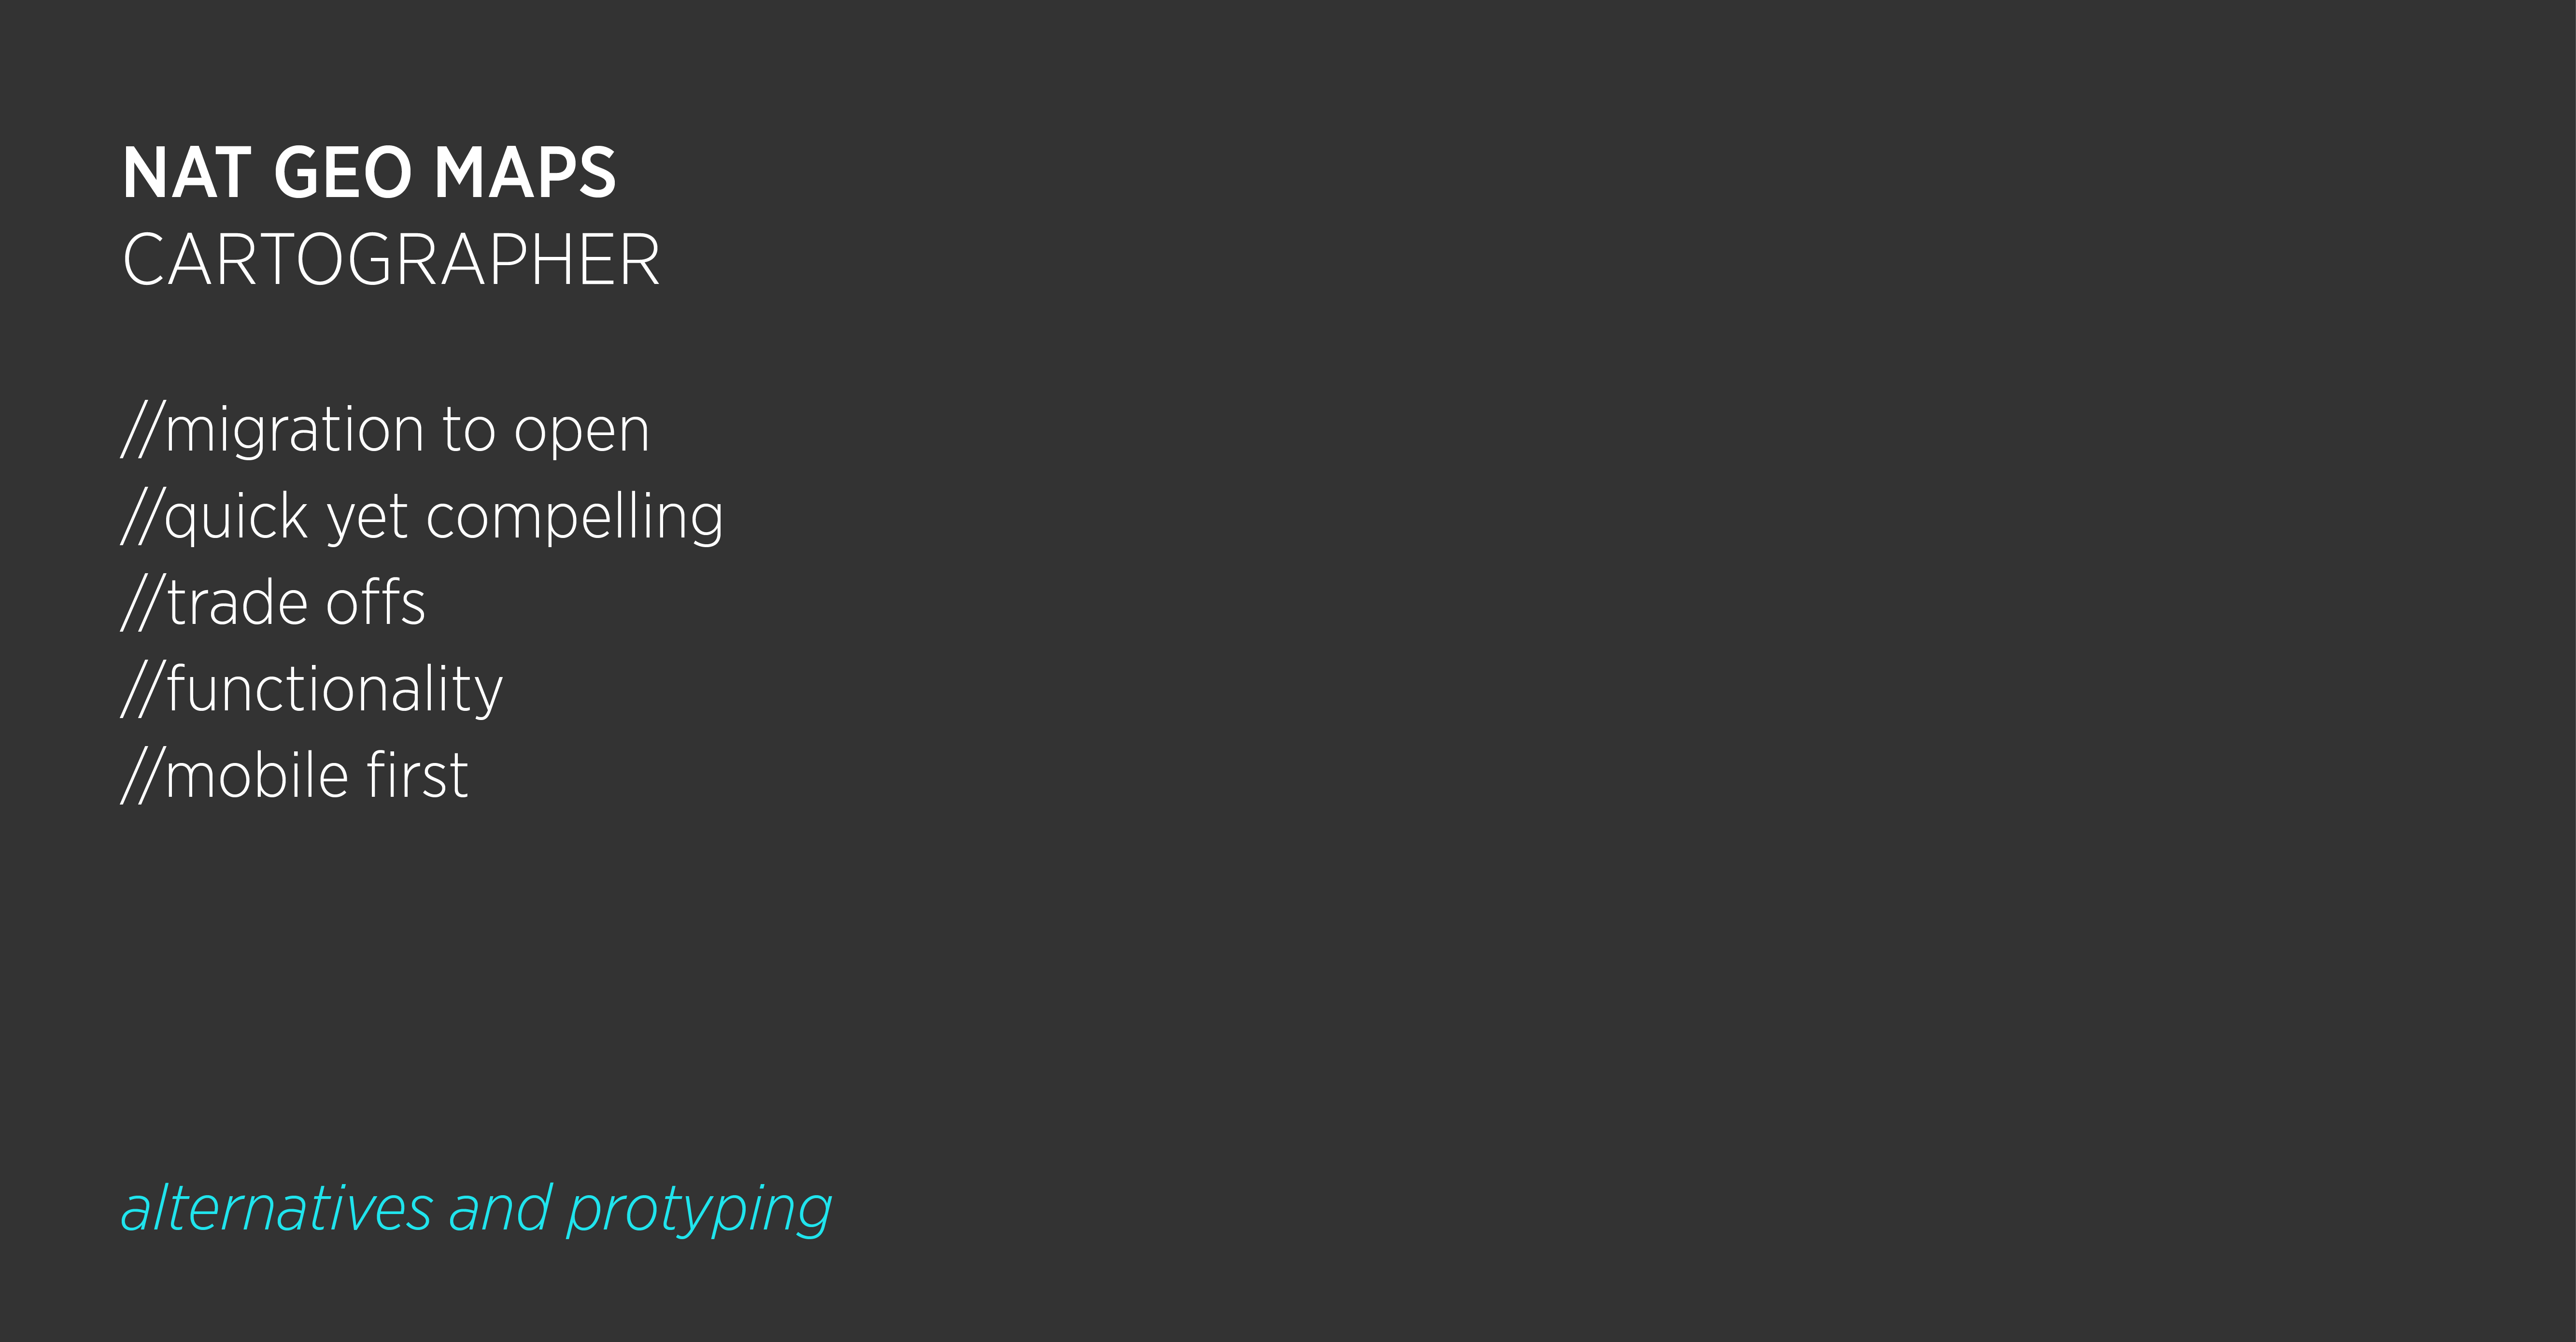 NAT GEO MAPS
CARTOGRAPHER
//migration to open
//quick yet compelling
//trade offs
//functionality
//mobile first
alternatives and protyping